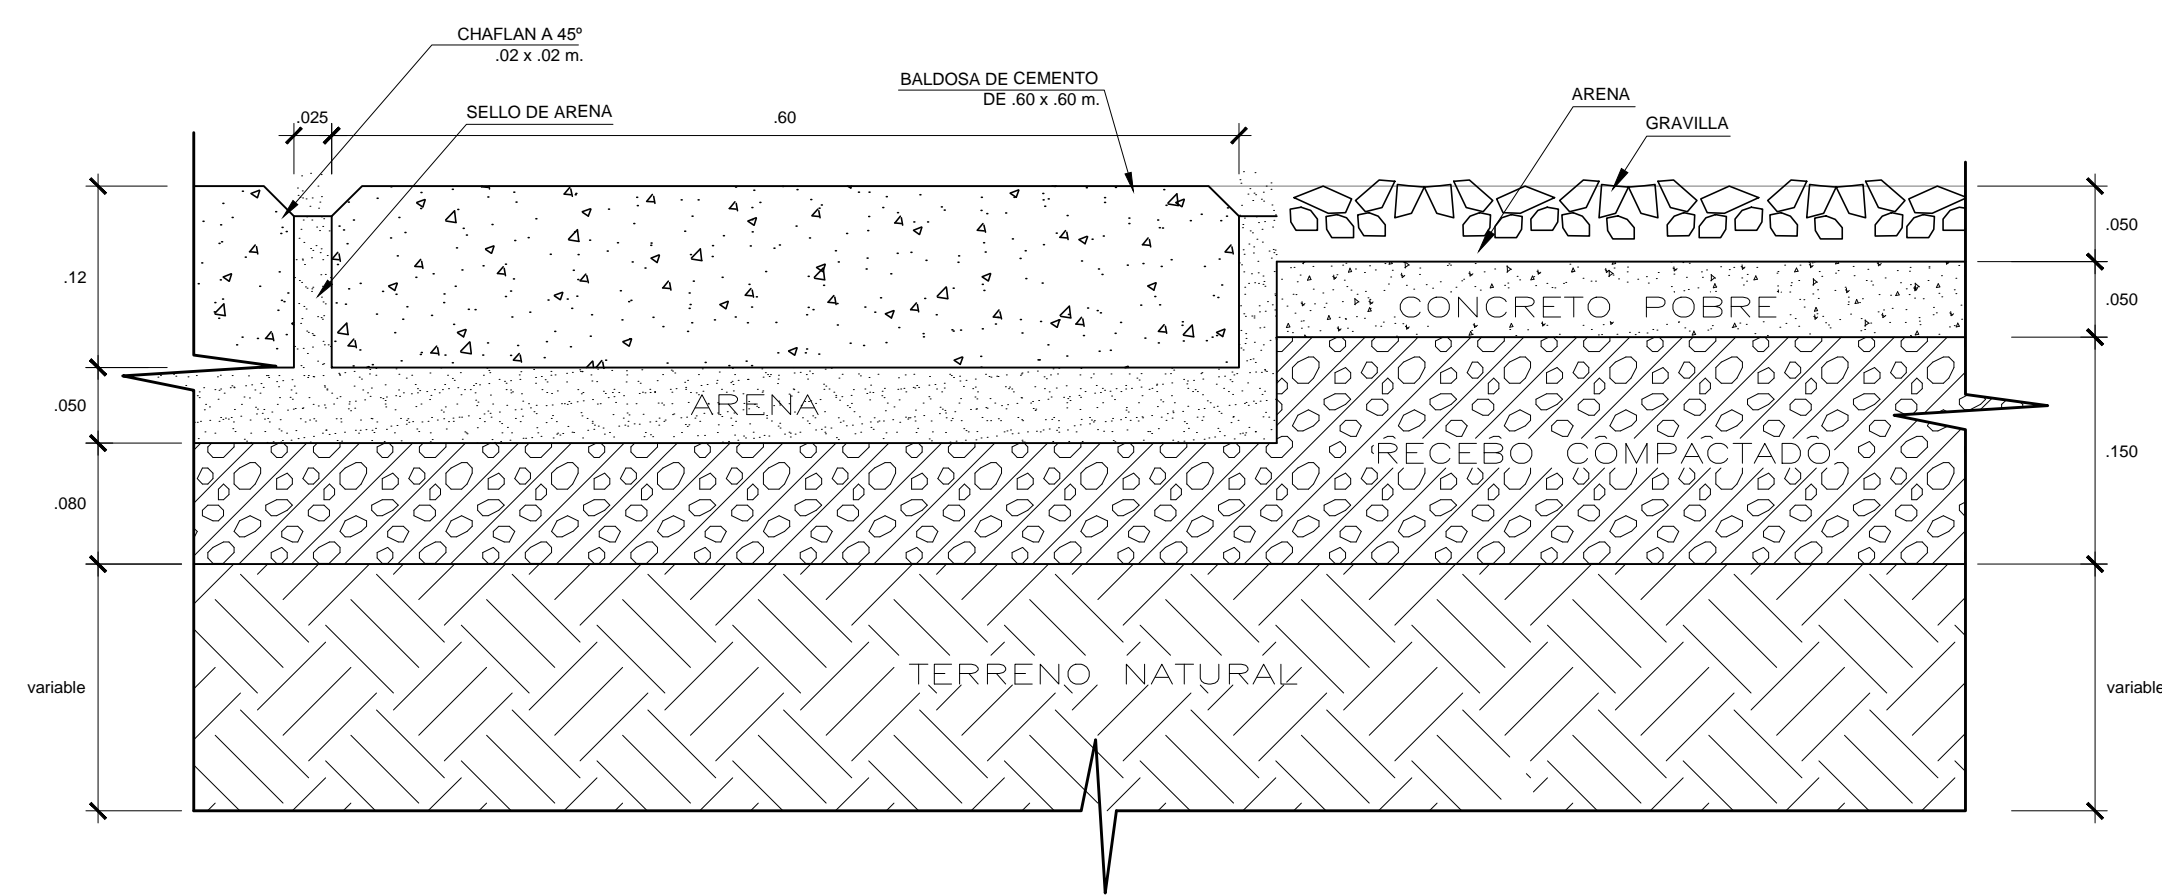 CHAFLAN A 45º
.02 x .02 m.
SELLO DE ARENA
BALDOSA DE CEMENTO
DE .60 x .60 m.
ARENA
GRAVILLA
.025
.60
.12
.050
.080
variable
.050
.050
.150
variable
CONCRETO POBRE
ARENA
RECEBO COMPACTADO
TERRENO NATURAL